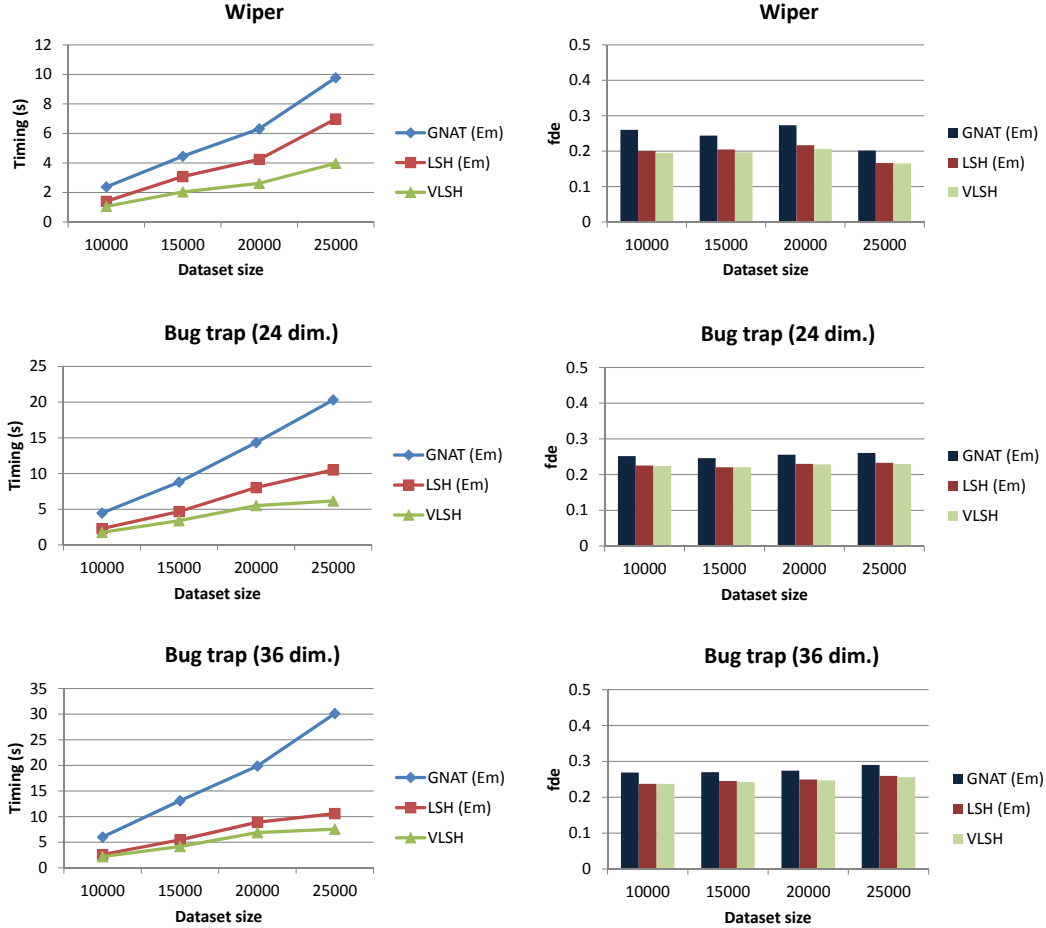 Wiper
12
10
8
6
4
2
0
Timing (s)
10000 15000 20000 25000
Dataset size
GNAT (Em)
LSH (Em)
VLSH
Wiper
0.5
0.4
0.3
0.2
0.1
0
fde
10000 15000 20000 25000
Dataset size
GNAT (Em)
LSH (Em)
VLSH
Bug trap (24 dim.)
25
20
15
10
5
0
Timing (s)
10000 15000 20000 25000
Dataset size
GNAT (Em)
LSH (Em)
VLSH
Bug trap (24 dim.)
0.5
0.4
0.3
0.2
0.1
0
fde
10000 15000 20000 25000
Dataset size
GNAT (Em)
LSH (Em)
VLSH
Bug trap (36 dim.)
35
30
25
20
15
10
5
0
Timing (s)
10000 15000 20000 25000
Dataset size
GNAT (Em)
LSH (Em)
VLSH
Bug trap (36 dim.)
0.5
0.4
0.3
0.2
0.1
0
fde
10000 15000 20000 25000
Dataset size
GNAT (Em)
LSH (Em)
VLSH